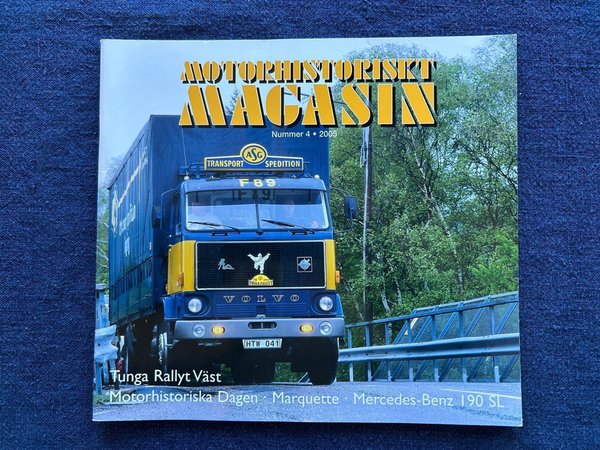 MOTORHISTORISKT
MAGASIN
Nummer 4 • 2005
ASG
TRANSPORT SPEDITION
F89
VOLVO
HTW 041
Tunga Rallyt Väst
Motorhistoriska Dagen · Marquette · Mercedes-Benz 190 SL